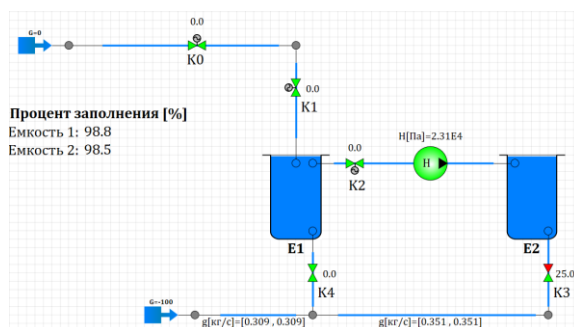 0.0
G=0
K0
0.0
K1
Процент заполнения [%]
Емкость 1: 98.8
Емкость 2: 98.5
0.0
H[Па]=2.31E4
H
K2
E1
E2
0.0
K4
25.0
K3
G=-100
g[кг/с]=[0.309 , 0.309]
g[кг/с]=[0.351 , 0.351]